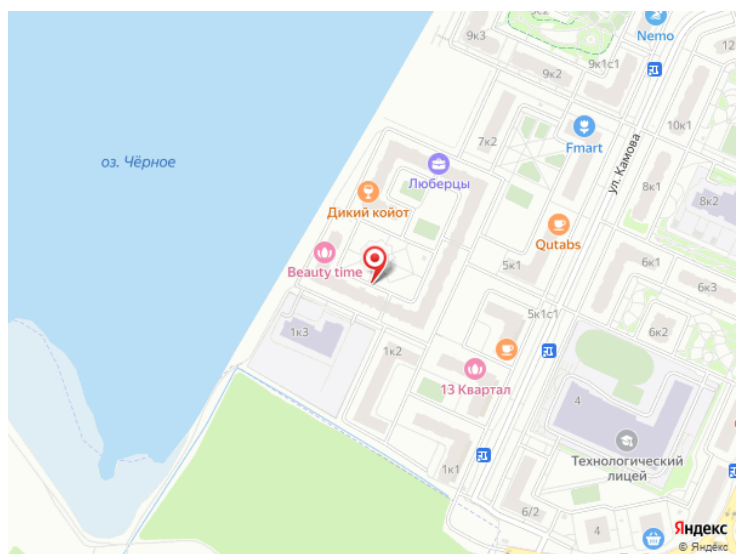 9к2
9к3
Nemo
12
9к1с1
9к2
10к1
7к2
Fmart
ул. Камова
оз. Чёрное
Люберцы
8к1
8к2
Дикий койот
Qutabs
5к1
6к1
Beauty time
6к3
5к1с1
6к2
1к3
1к2
13 Квартал
4
Технологический
лицей
1к1
6/2
4
Яндекс
© Яндекс